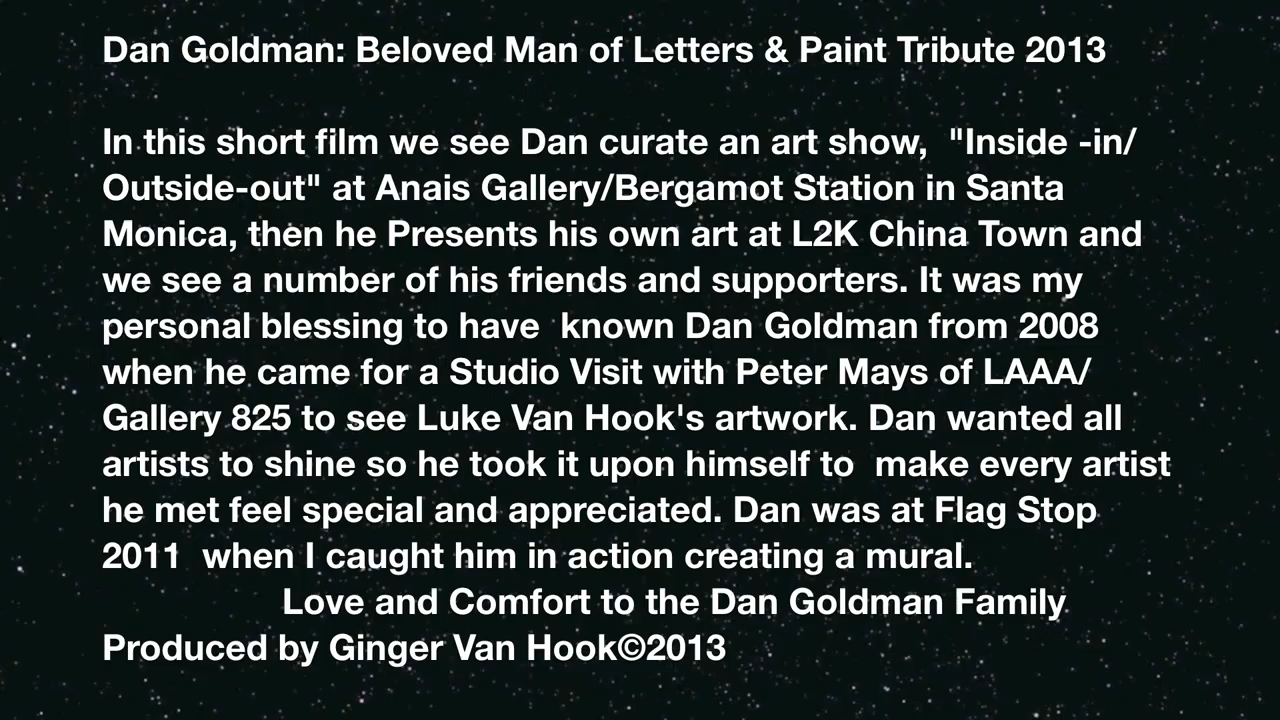 Dan Goldman: Beloved Man of Letters & Paint Tribute 2013
In this short film we see Dan curate an art show,  "Inside -in/
Outside-out" at Anais Gallery/Bergamot Station in Santa
Monica, then he Presents his own art at L2K China Town and
we see a number of his friends and supporters. It was my
personal blessing to have  known Dan Goldman from 2008
when he came for a Studio Visit with Peter Mays of LAAA/
Gallery 825 to see Luke Van Hook's artwork. Dan wanted all
artists to shine so he took it upon himself to  make every artist
he met feel special and appreciated. Dan was at Flag Stop
2011  when I caught him in action creating a mural.
Love and Comfort to the Dan Goldman Family
Produced by Ginger Van Hook©2013